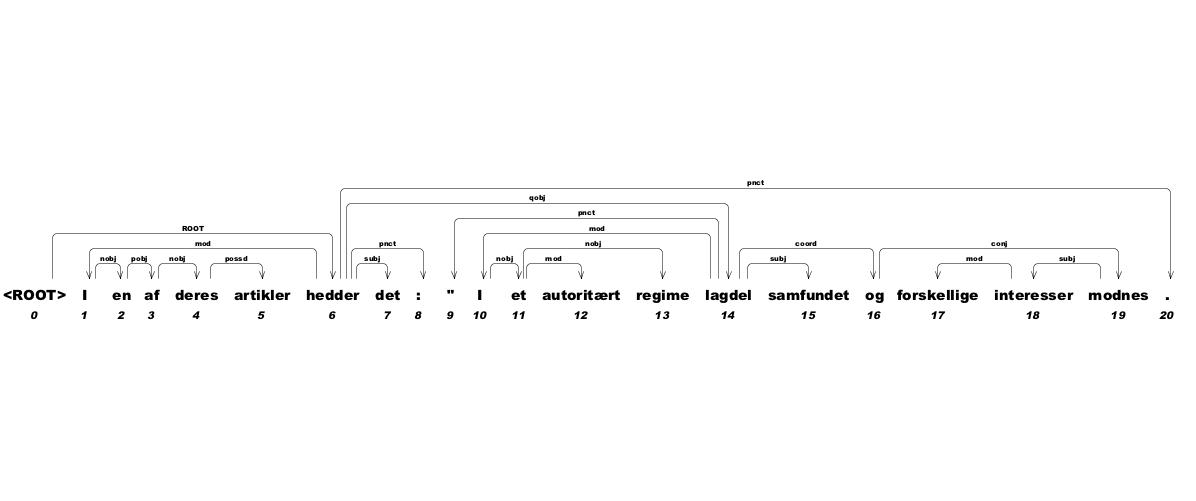 pnct
qobj
pnct
ROOT mod
mod pnct nobj coord conj
nobj pobj nobj possd subj nobj mod subj mod subj
<ROOT> I en af deres artikler hedder det : " I et autoritært regime lagdel samfundet og forskellige interesser modnes .
0 1 2 3 4 5 6 7 8 9 10 11 12 13 14 15 16 17 18 19 20